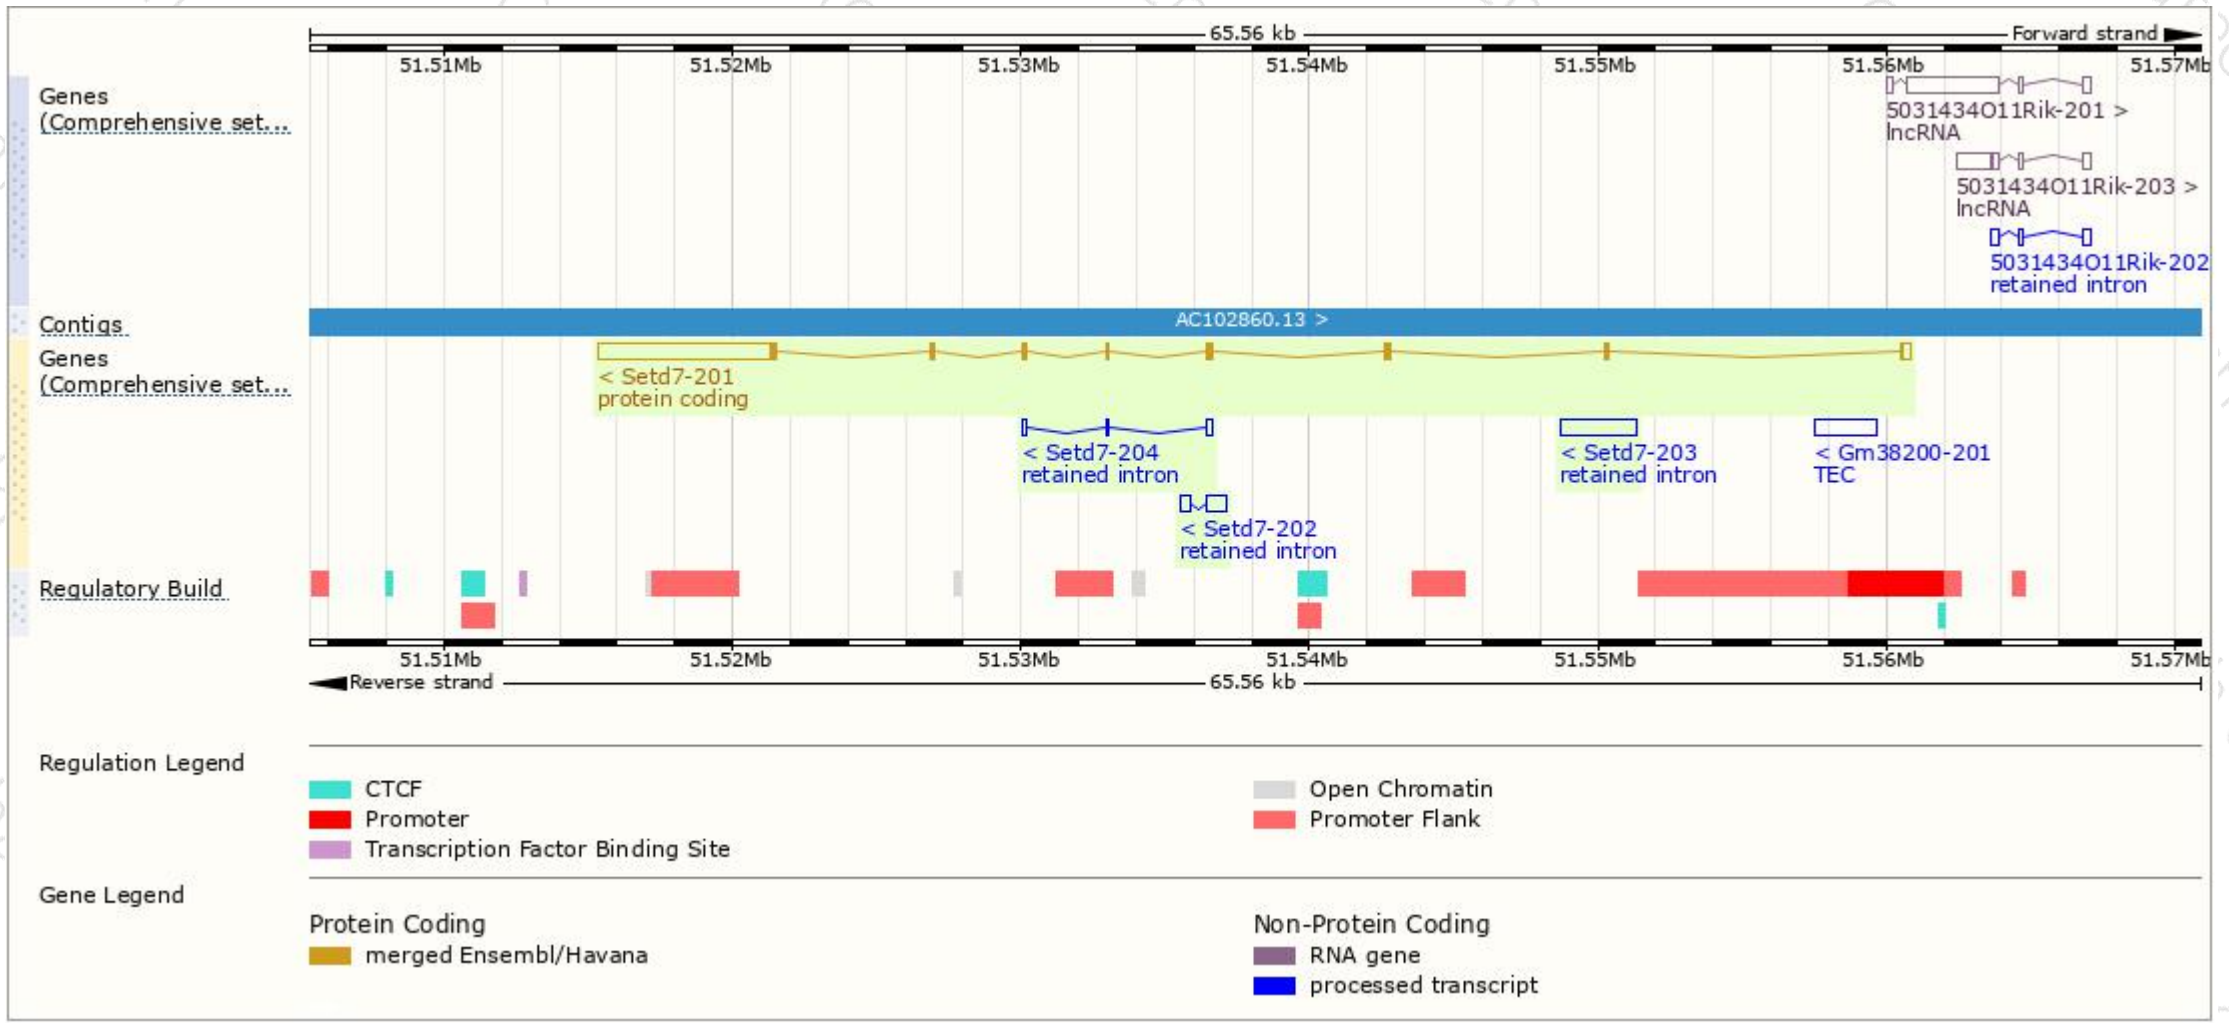 65.56 kb
Forward strand
51.51Mb 51.52Mb 51.53Mb 51.54Mb 51.55Mb 51.56Mb 51.57Mb
Genes
(Comprehensive set...
5031434O11Rik-201 >
lncRNA
5031434O11Rik-203 >
lncRNA
5031434O11Rik-202
retained intron
Contigs
AC102860.13 >
Genes
(Comprehensive set...
< Setd7-201
protein coding
< Setd7-204
retained intron
< Setd7-203
retained intron
< Gm38200-201
TEC
< Setd7-202
retained intron
Regulatory Build
51.51Mb 51.52Mb 51.53Mb 51.54Mb 51.55Mb 51.56Mb 51.57Mb
Reverse strand
65.56 kb
Regulation Legend
CTCF
Open Chromatin
Promoter
Promoter Flank
Transcription Factor Binding Site
Gene Legend
Protein Coding
Non-Protein Coding
merged Ensembl/Havana
RNA gene
processed transcript